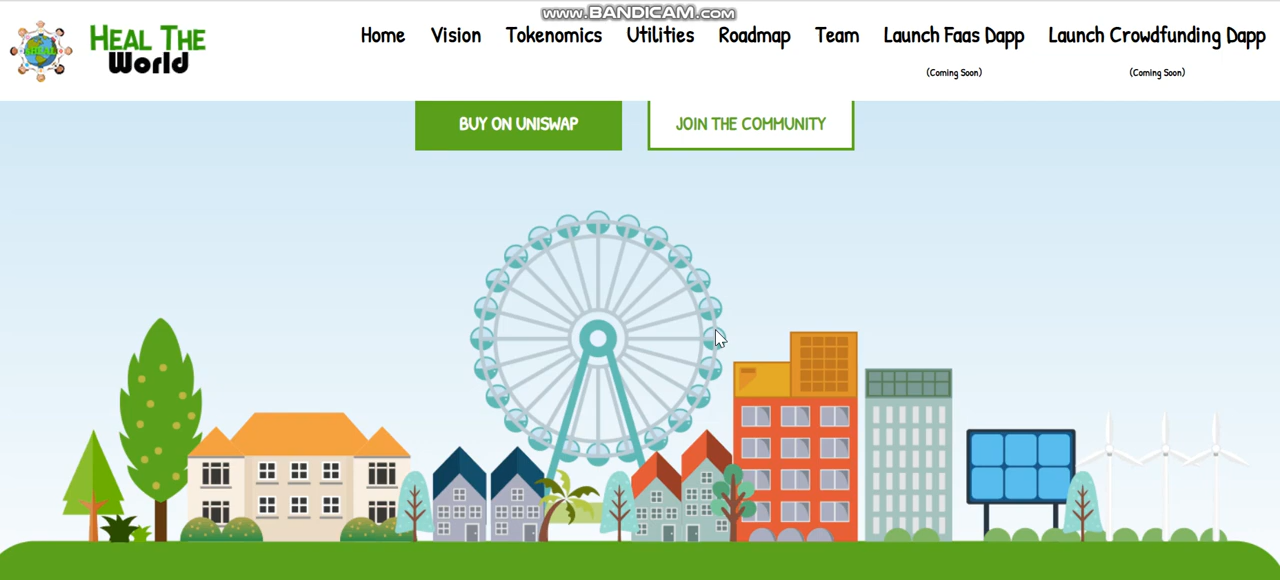 www.BANDICAM.com
HEAL THE
World
Home Vision Tokenomics Utilities Roadmap Team Launch Faas Dapp Launch Crowdfunding Dapp
(Coming Soon) (Coming Soon)
BUY ON UNISWAP JOIN THE COMMUNITY